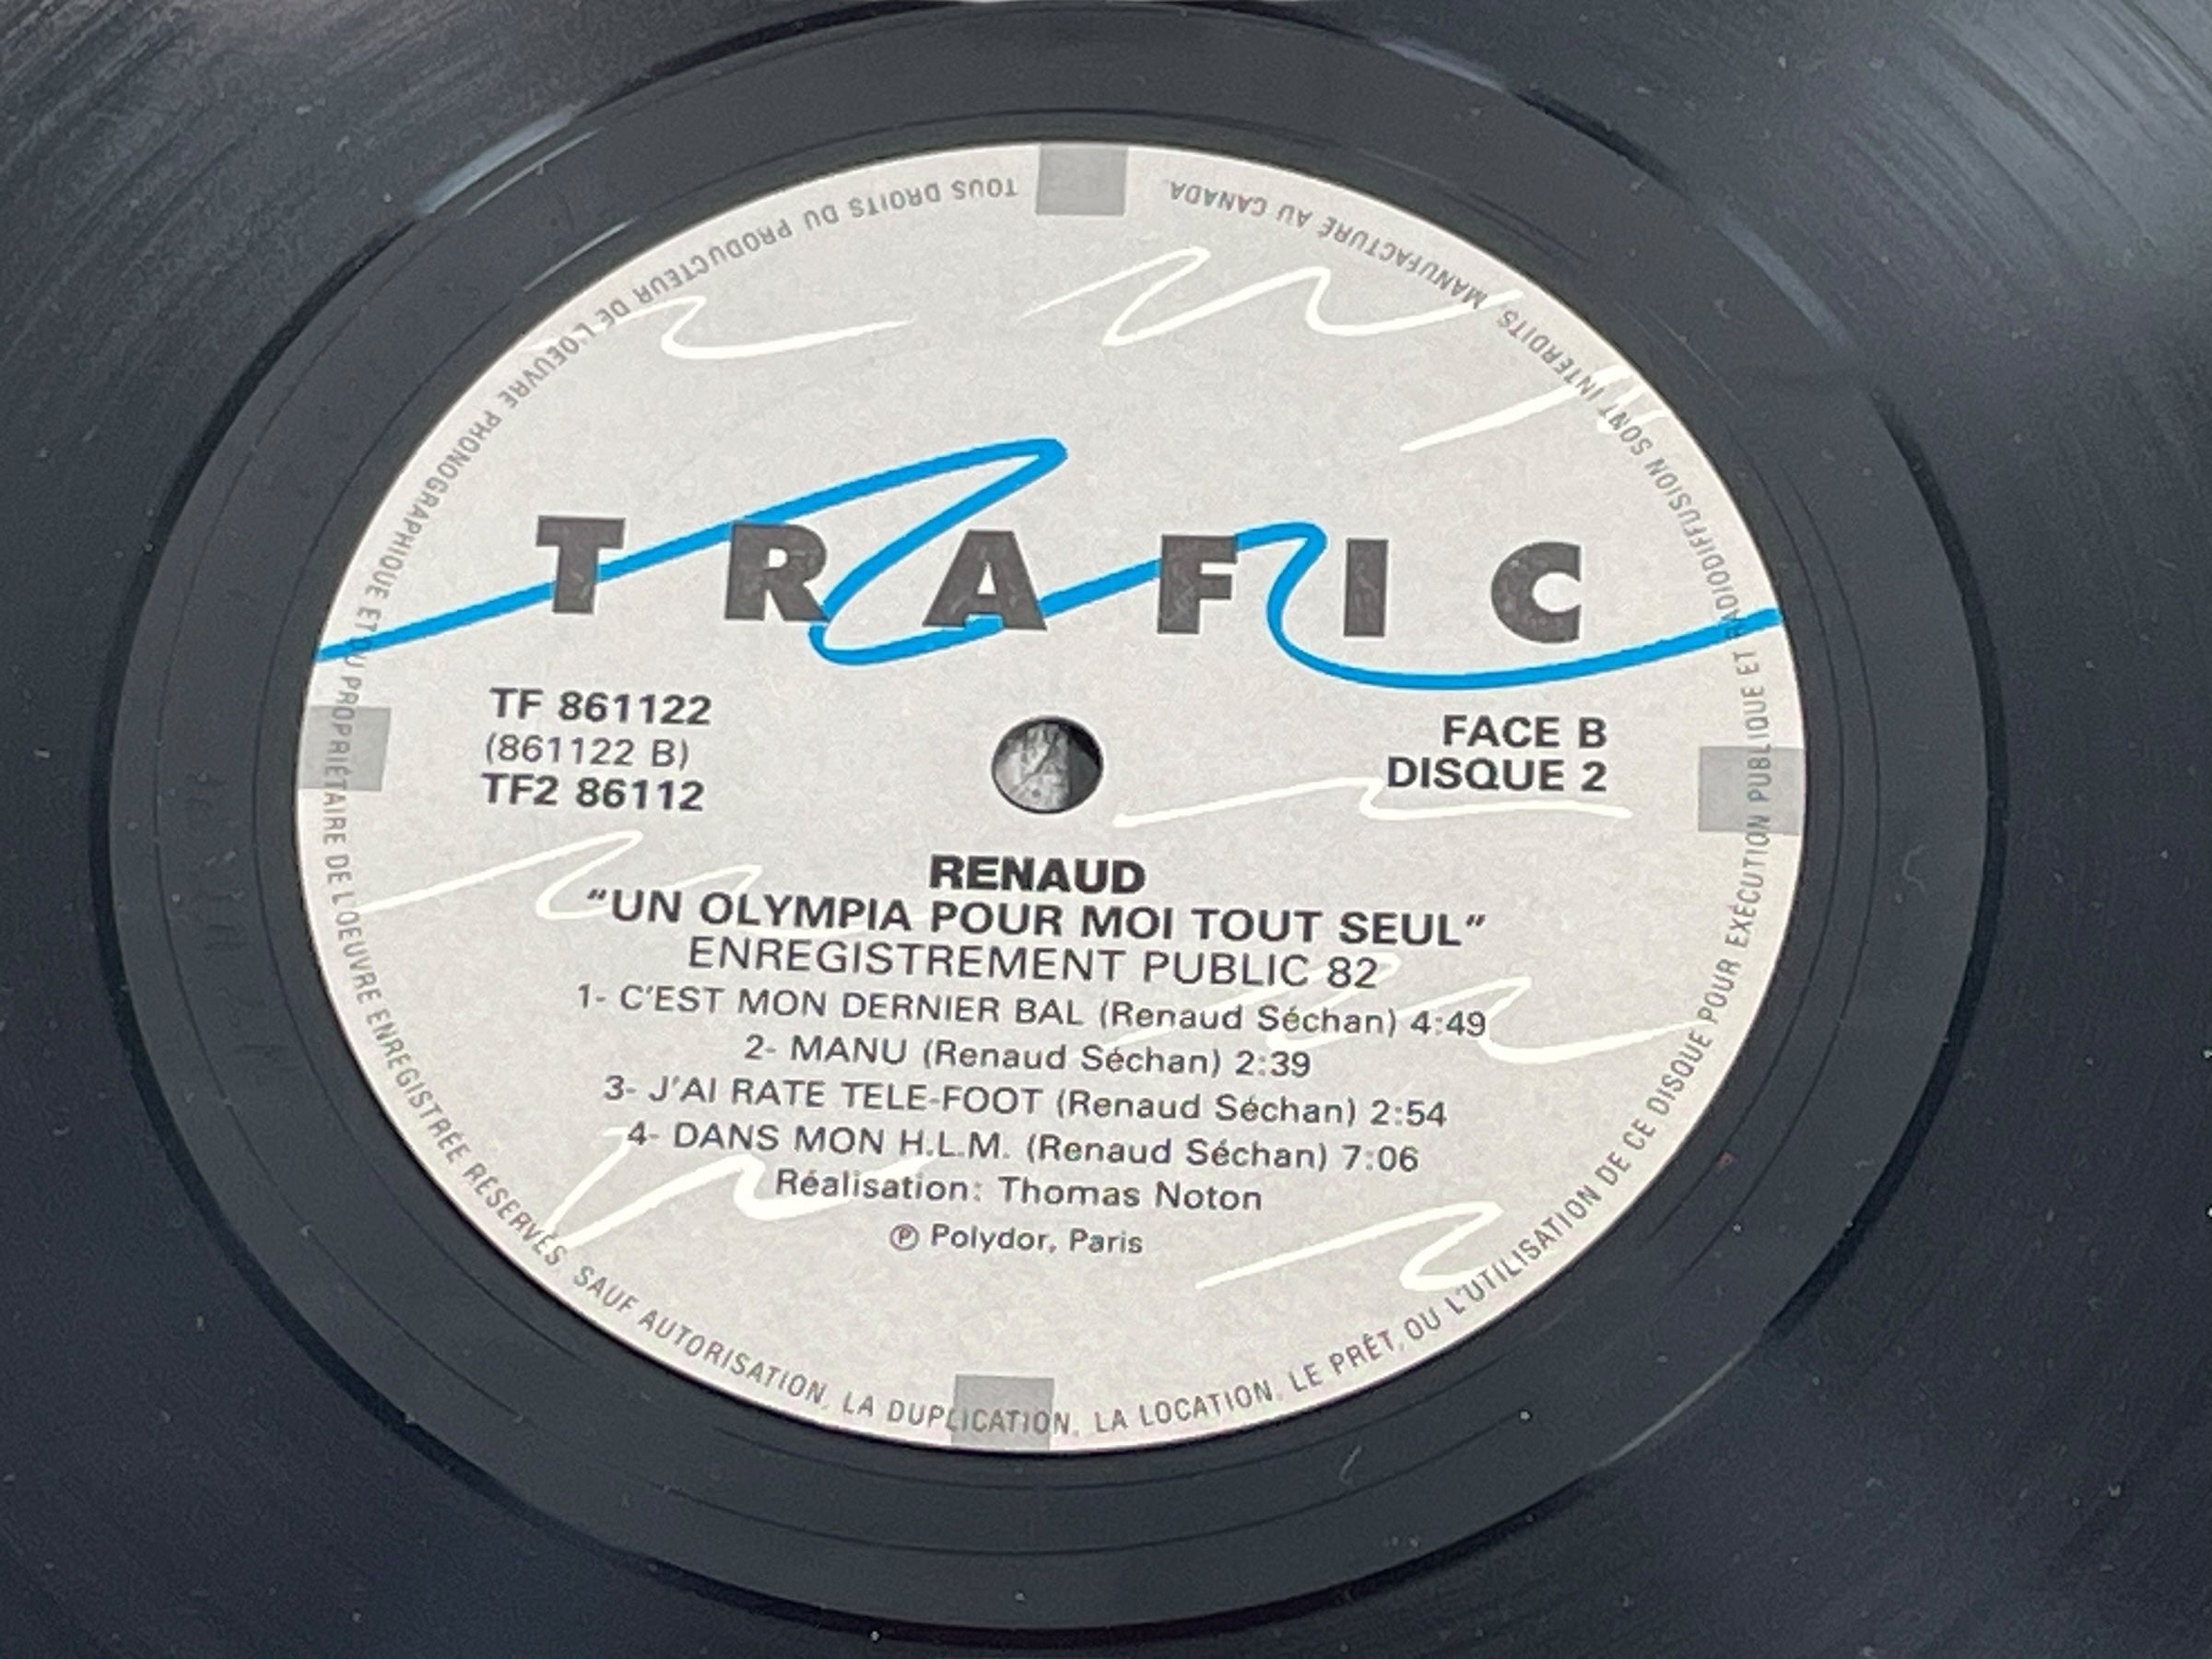 TRAFIC
TF 861122
(861122 B)
TF2 86112
FACE B
DISQUE 2
RENAUD
"UN OLYMPIA POUR MOI TOUT SEUL"
ENREGISTREMENT PUBLIC 82
1- C'EST MON DERNIER BAL (Renaud Séchan) 4:49
2- MANU (Renaud Séchan) 2:39
3- J'AI RATE TELE-FOOT (Renaud Séchan) 2:54
4- DANS MON H.L.M. (Renaud Séchan) 7:06
Réalisation: Thomas Noton
℗ Polydor, Paris
TOUS DROITS DU PRODUCTEUR DE L'OEUVRE PHONOGRAPHIQUE ET DU PROPRIÉTAIRE DE L'OEUVRE ENREGISTRÉE RÉSERVÉS SAUF AUTORISATION, LA DUPLICATION, LA LOCATION, LE PRÊT, OU L'UTILISATION DE CE DISQUE POUR EXÉCUTION PUBLIQUE ET RADIODIFFUSION SONT INTERDITS MANUFACTURÉ AU CANADA